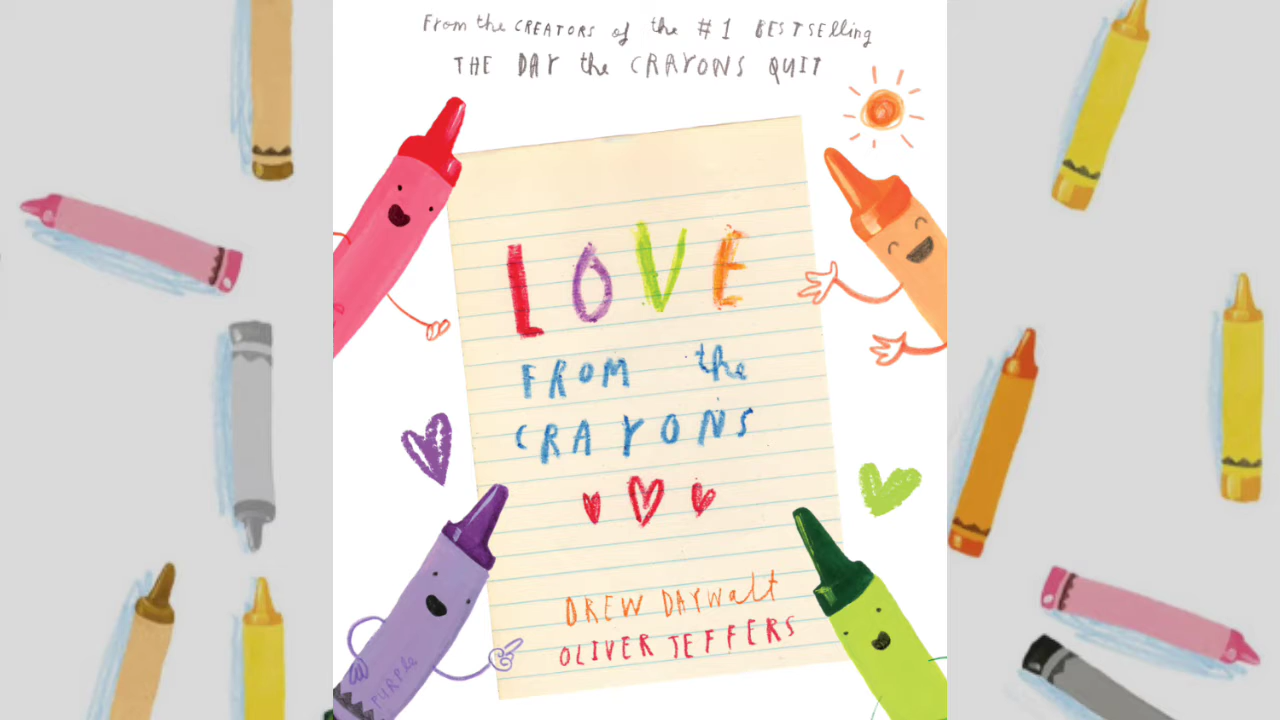 From the CREATORS of the #1 BESTSElling
THE DAY the CRAYONS QUIT
LOVE
FROM the
CRAYONS
DREW DAYWalt
OLIVER JEFFERS
PURPLe